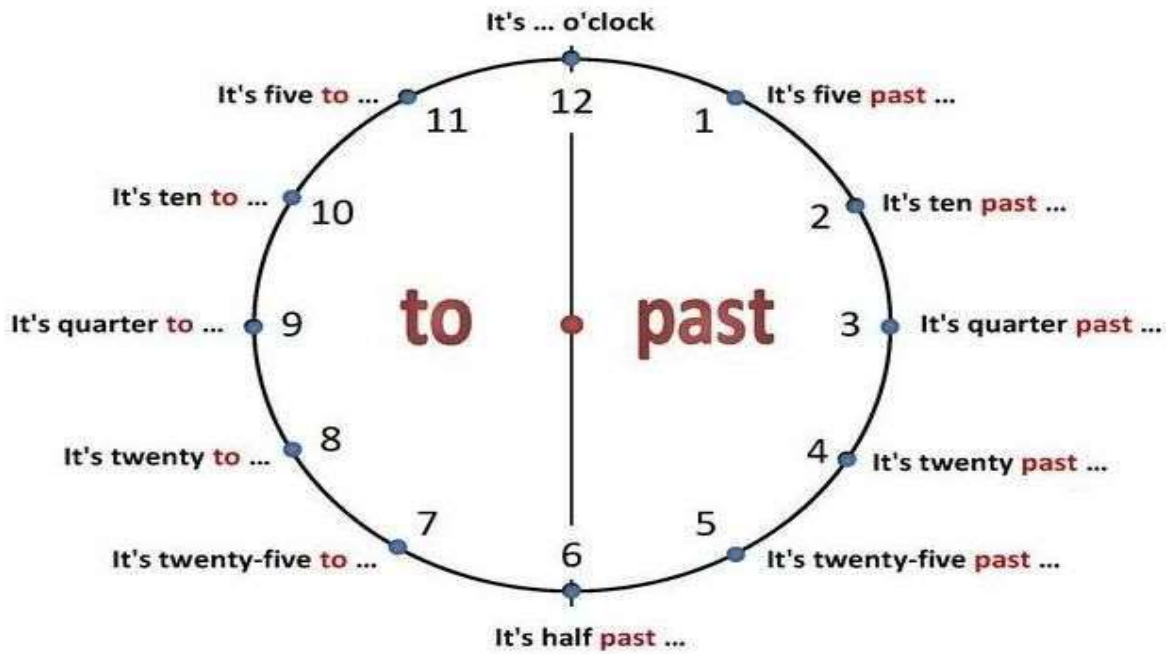 It's ... o'clock
It's five to ...
11
12
1
It's five past ...
It's ten to ...
10
2
It's ten past ...
It's quarter to ...
9
to
past
3
It's quarter past ...
It's twenty to ...
8
4
It's twenty past ...
It's twenty-five to ...
7
6
5
It's twenty-five past ...
It's half past ...